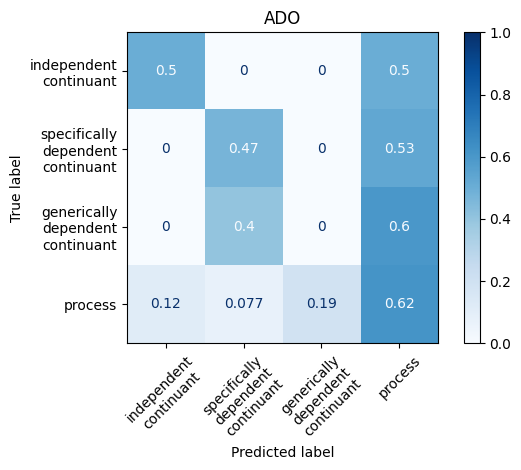 ADO
True label
independent
continuant
specifically
dependent
continuant
generically
dependent
continuant
process
0.5 0 0 0.5
0 0.47 0 0.53
0 0.4 0 0.6
0.12 0.077 0.19 0.62
independent
continuant
specifically
dependent
continuant
generically
dependent
continuant
process
Predicted label
1.0
0.8
0.6
0.4
0.2
0.0